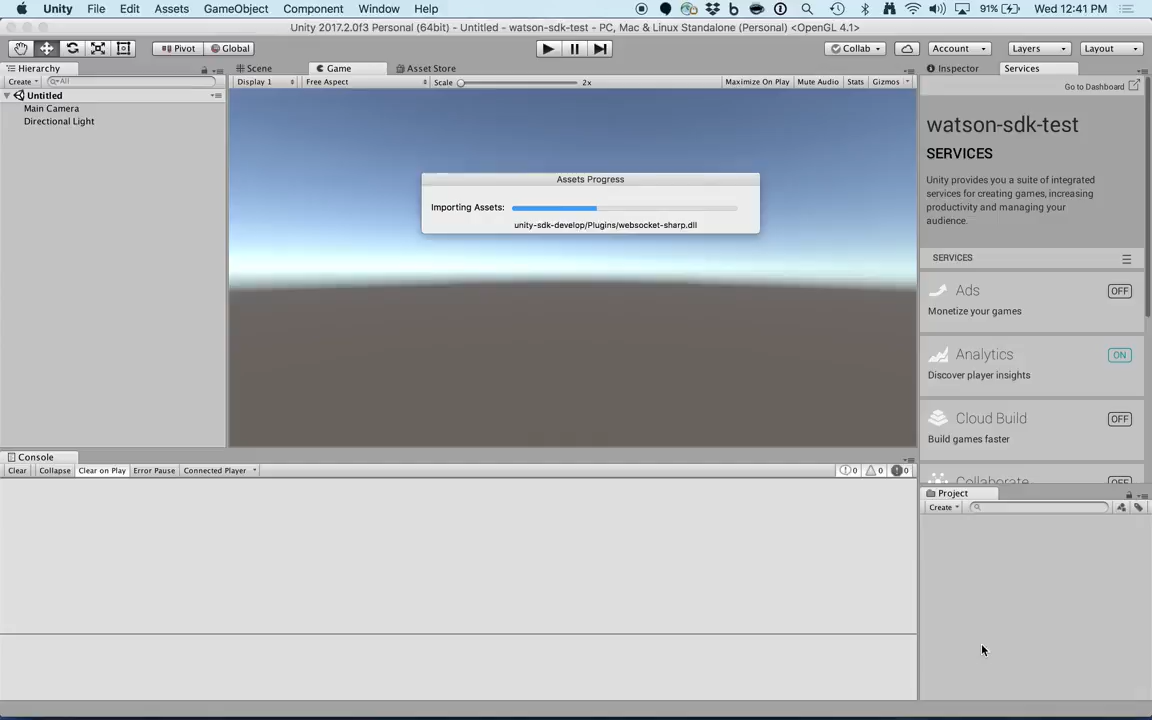 Unity File Edit Assets GameObject Component Window Help 91% Wed 12:41 PM
Unity 2017.2.0f3 Personal (64bit) - Untitled - watson-sdk-test - PC, Mac & Linux Standalone (Personal) <OpenGL 4.1>
Pivot Global Collab Account Layers Layout
Hierarchy Scene Game Asset Store Inspector Services
Create All Display 1 Free Aspect Scale 2x Maximize On Play Mute Audio Stats Gizmos Go to Dashboard
Untitled
Main Camera
Directional Light
watson-sdk-test
SERVICES
Unity provides you a suite of integrated
services for creating games, increasing
productivity and managing your
audience.
Assets Progress
Importing Assets:
unity-sdk-develop/Plugins/websocket-sharp.dll
SERVICES
Ads OFF
Monetize your games
Analytics ON
Discover player insights
Cloud Build OFF
Build games faster
Collaborate OFF
Console
Clear Collapse Clear on Play Error Pause Connected Player 0 0 0
Project
Create